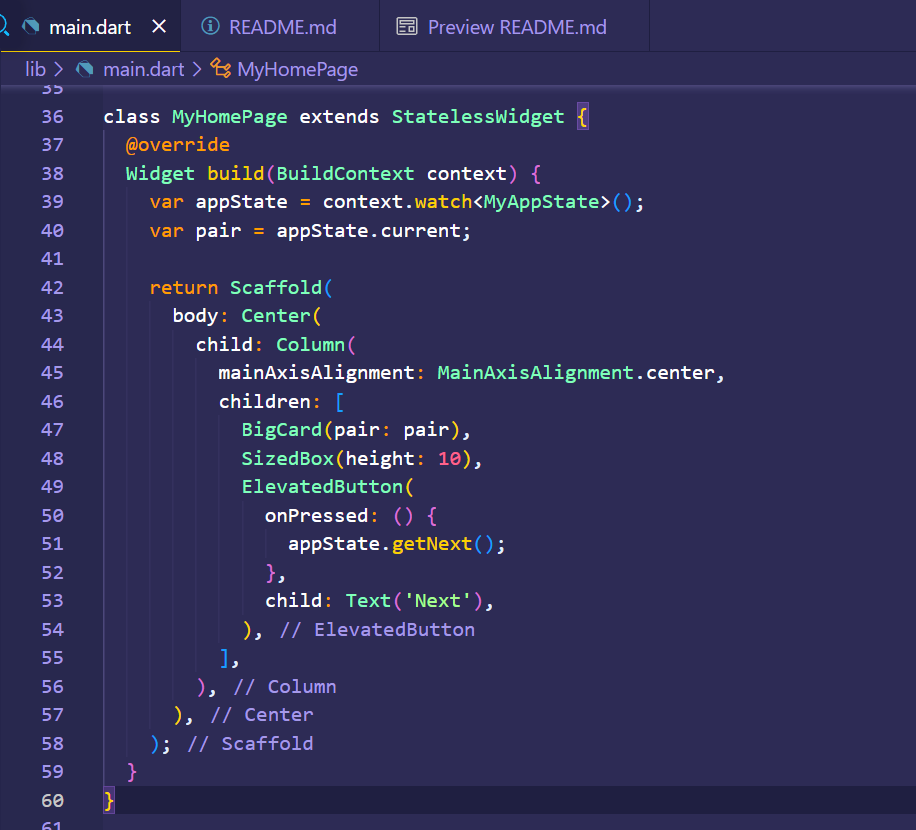 main.dart README.md Preview README.md
lib > main.dart > MyHomePage
35
36 class MyHomePage extends StatelessWidget {
37   @override
38   Widget build(BuildContext context) {
39     var appState = context.watch<MyAppState>();
40     var pair = appState.current;
41
42     return Scaffold(
43       body: Center(
44         child: Column(
45           mainAxisAlignment: MainAxisAlignment.center,
46           children: [
47             BigCard(pair: pair),
48             SizedBox(height: 10),
49             ElevatedButton(
50               onPressed: () {
51                 appState.getNext();
52               },
53               child: Text('Next'),
54             ), // ElevatedButton
55           ],
56         ), // Column
57       ), // Center
58     ); // Scaffold
59   }
60 }
61